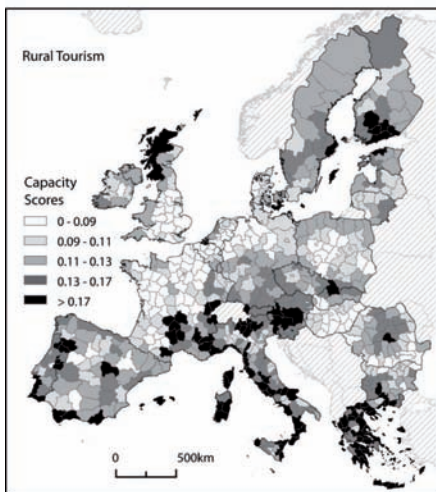 Rural Tourism
Capacity
Scores
0 - 0.09
0.09 - 0.11
0.11 - 0.13
0.13 - 0.17
> 0.17
0 500km